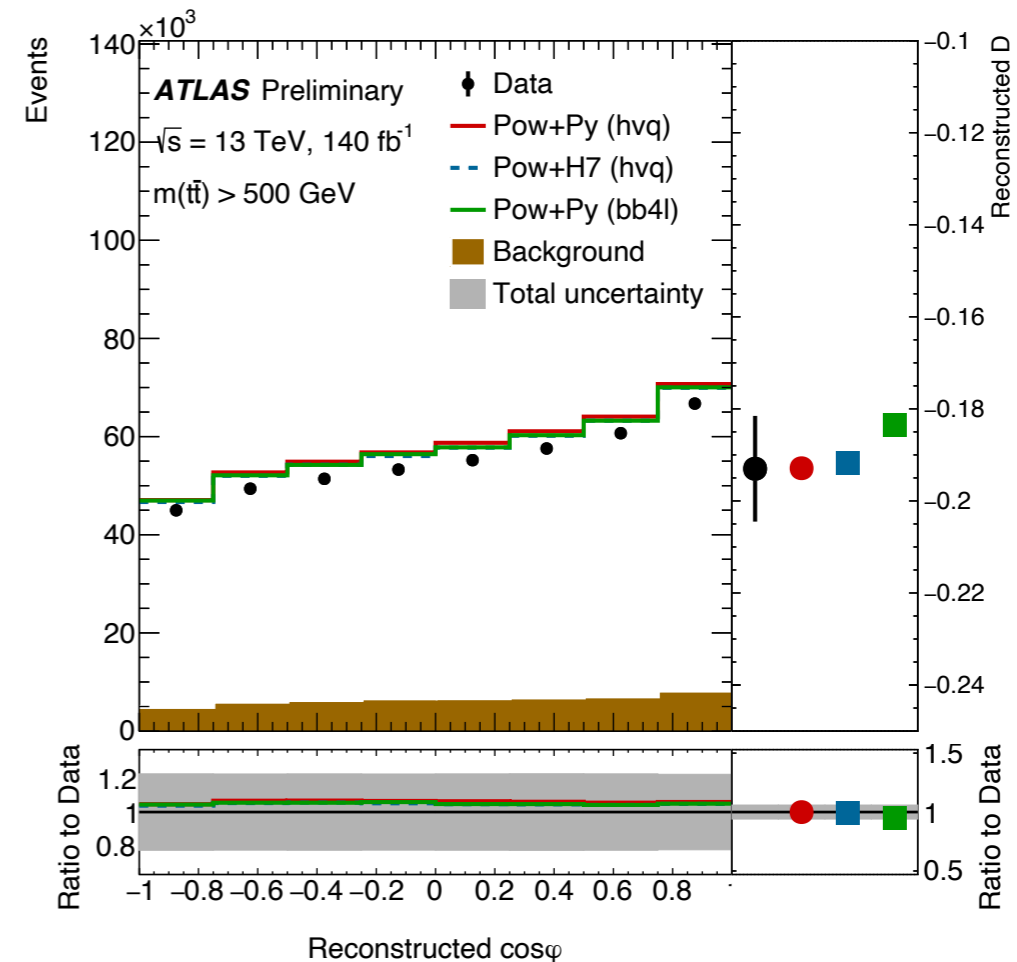 ×10³
Events
140
120
100
80
60
40
20
0
ATLAS Preliminary
√s = 13 TeV, 140 fb⁻¹
m(tt̄) > 500 GeV
Data
Pow+Py (hvq)
Pow+H7 (hvq)
Pow+Py (bb4l)
Background
Total uncertainty
Reconstructed D
−0.1
−0.12
−0.14
−0.16
−0.18
−0.2
−0.22
−0.24
Ratio to Data
1.2
1
0.8
−1 −0.8 −0.6 −0.4 −0.2 0 0.2 0.4 0.6 0.8
Reconstructed cosφ
1.5
1
0.5
Ratio to Data